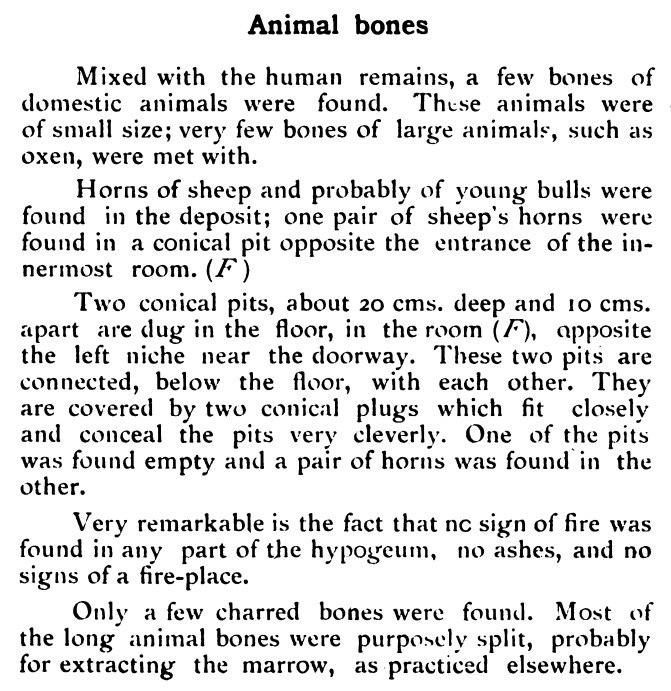 Animal bones
Mixed with the human remains, a few bones of
domestic animals were found. These animals were
of small size; very few bones of large animals, such as
oxen, were met with.
Horns of sheep and probably of young bulls were
found in the deposit; one pair of sheep's horns were
found in a conical pit opposite the entrance of the in-
nermost room. (F)
Two conical pits, about 20 cms. deep and 10 cms.
apart are dug in the floor, in the room (F), opposite
the left niche near the doorway. These two pits are
connected, below the floor, with each other. They
are covered by two conical plugs which fit closely
and conceal the pits very cleverly. One of the pits
was found empty and a pair of horns was found in the
other.
Very remarkable is the fact that no sign of fire was
found in any part of the hypogeum, no ashes, and no
signs of a fire-place.
Only a few charred bones were found. Most of
the long animal bones were purposely split, probably
for extracting the marrow, as practiced elsewhere.